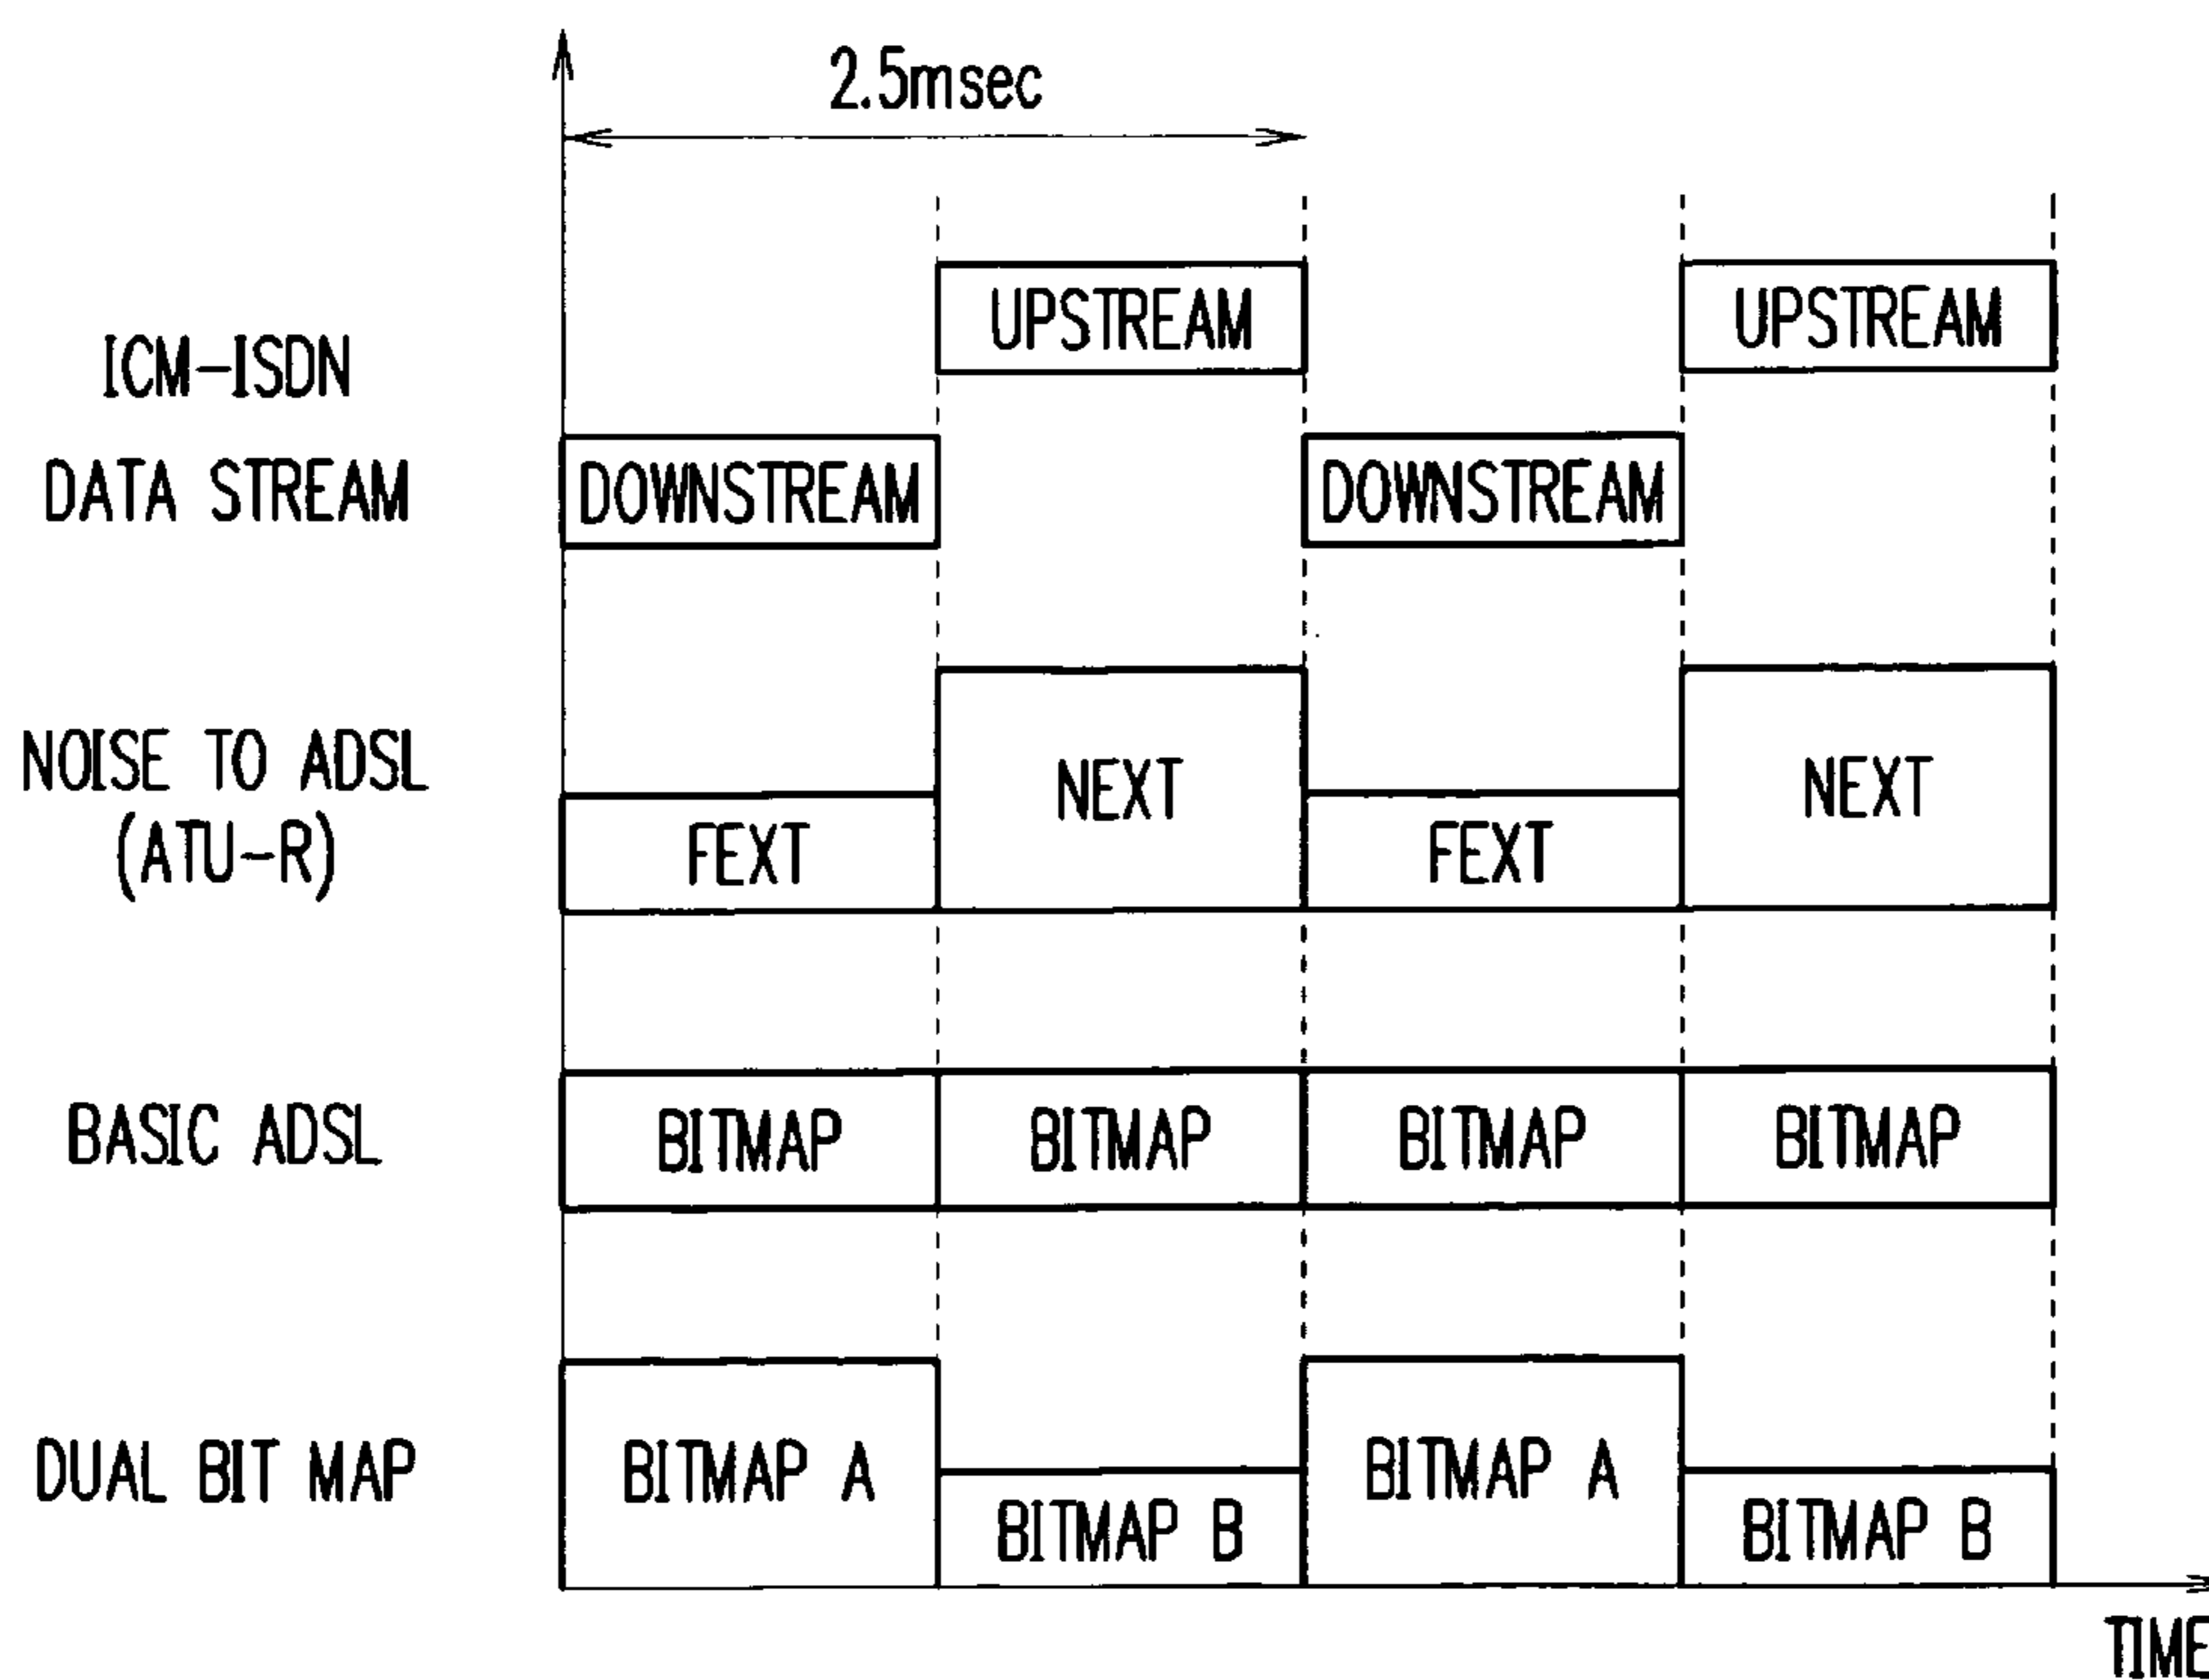 2.5msec
UPSTREAM UPSTREAM
ICM-ISDN
DATA STREAM
DOWNSTREAM DOWNSTREAM
NOISE TO ADSL
(ATU-R)
NEXT NEXT
FEXT FEXT
BASIC ADSL
BITMAP BITMAP BITMAP BITMAP
DUAL BIT MAP
BITMAP A BITMAP A
BITMAP B BITMAP B
TIME